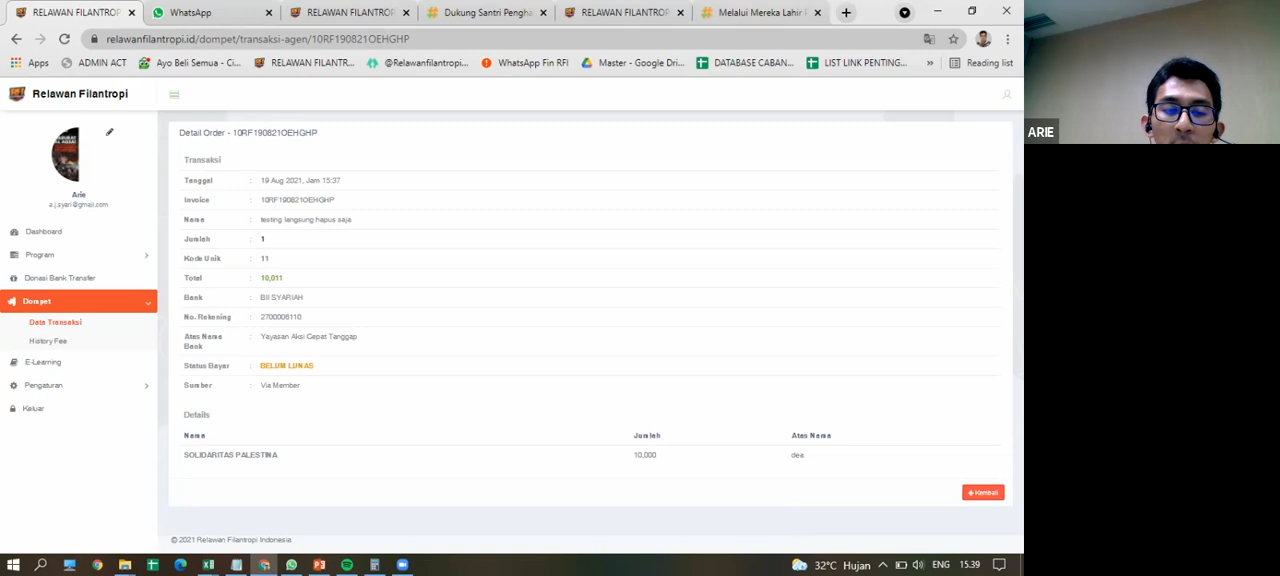 RELAWAN FILANTROP
WhatsApp
RELAWAN FILANTROP
Dukung Santri Pengha
RELAWAN FILANTROP
Melalui Mereka Lahir
relawanfilantropi.id/dompet/transaksi-agen/10RF190821OEHGHP
Apps
ADMIN ACT
Ayo Beli Semua - Ci...
RELAWAN FILANTR...
@Relawanfilantropi...
WhatsApp Fin RFI
Master - Google Dri...
DATABASE CABAN...
LIST LINK PENTING...
»
Reading list
Relawan Filantropi
Arie
a.j.syari@gmail.com
Dashboard
Program
Donasi Bank Transfer
Dompet
Data Transaksi
History Fee
E-Learning
Pengaturan
Keluar
Detail Order - 10RF190821OEHGHP
Transaksi
Tanggal : 19 Aug 2021, Jam 15:37
Invoice : 10RF190821OEHGHP
Nama : testing langsung hapus saja
Jumlah : 1
Kode Unik : 11
Total : 10,011
Bank : BII SYARIAH
No. Rekening : 2700006110
Atas Nama Bank : Yayasan Aksi Cepat Tanggap
Status Bayar : BELUM LUNAS
Sumber : Via Member
Details
Nama Jumlah Atas Nama
SOLIDARITAS PALESTINA 10,000 dea
Kembali
© 2021 Relawan Filantropi Indonesia
32°C Hujan
ENG
15.39
ARIE